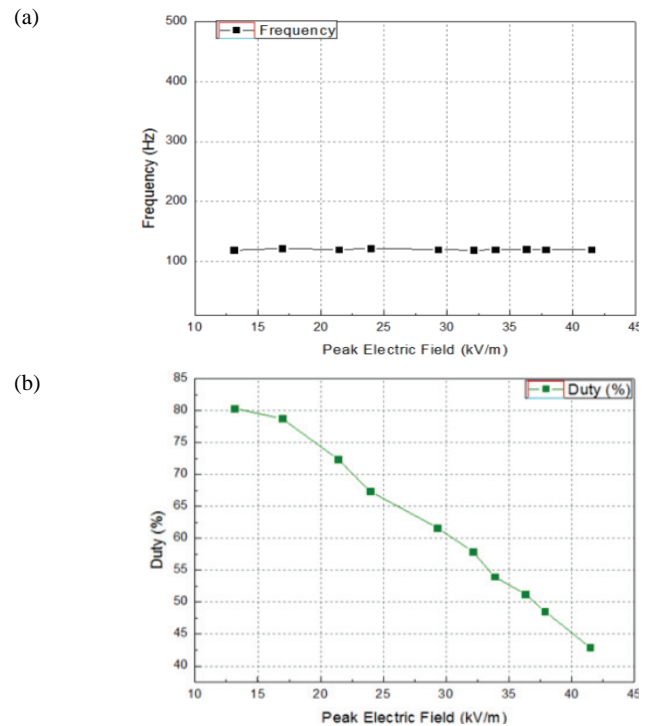 (a)
Frequency
500
400
300
200
100
Frequency (Hz)
10 15 20 25 30 35 40 45
Peak Electric Field (kV/m)
(b)
Duty (%)
85
80
75
70
65
60
55
50
45
40
Duty (%)
10 15 20 25 30 35 40 45
Peak Electric Field (kV/m)